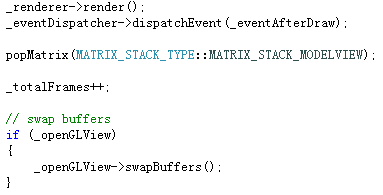 _renderer->render();
_eventDispatcher->dispatchEvent(_eventAfterDraw);
popMatrix(MATRIX_STACK_TYPE::MATRIX_STACK_MODELVIEW);
_totalFrames++;
// swap buffers
if (_openGLView)
{
_openGLView->swapBuffers();
}